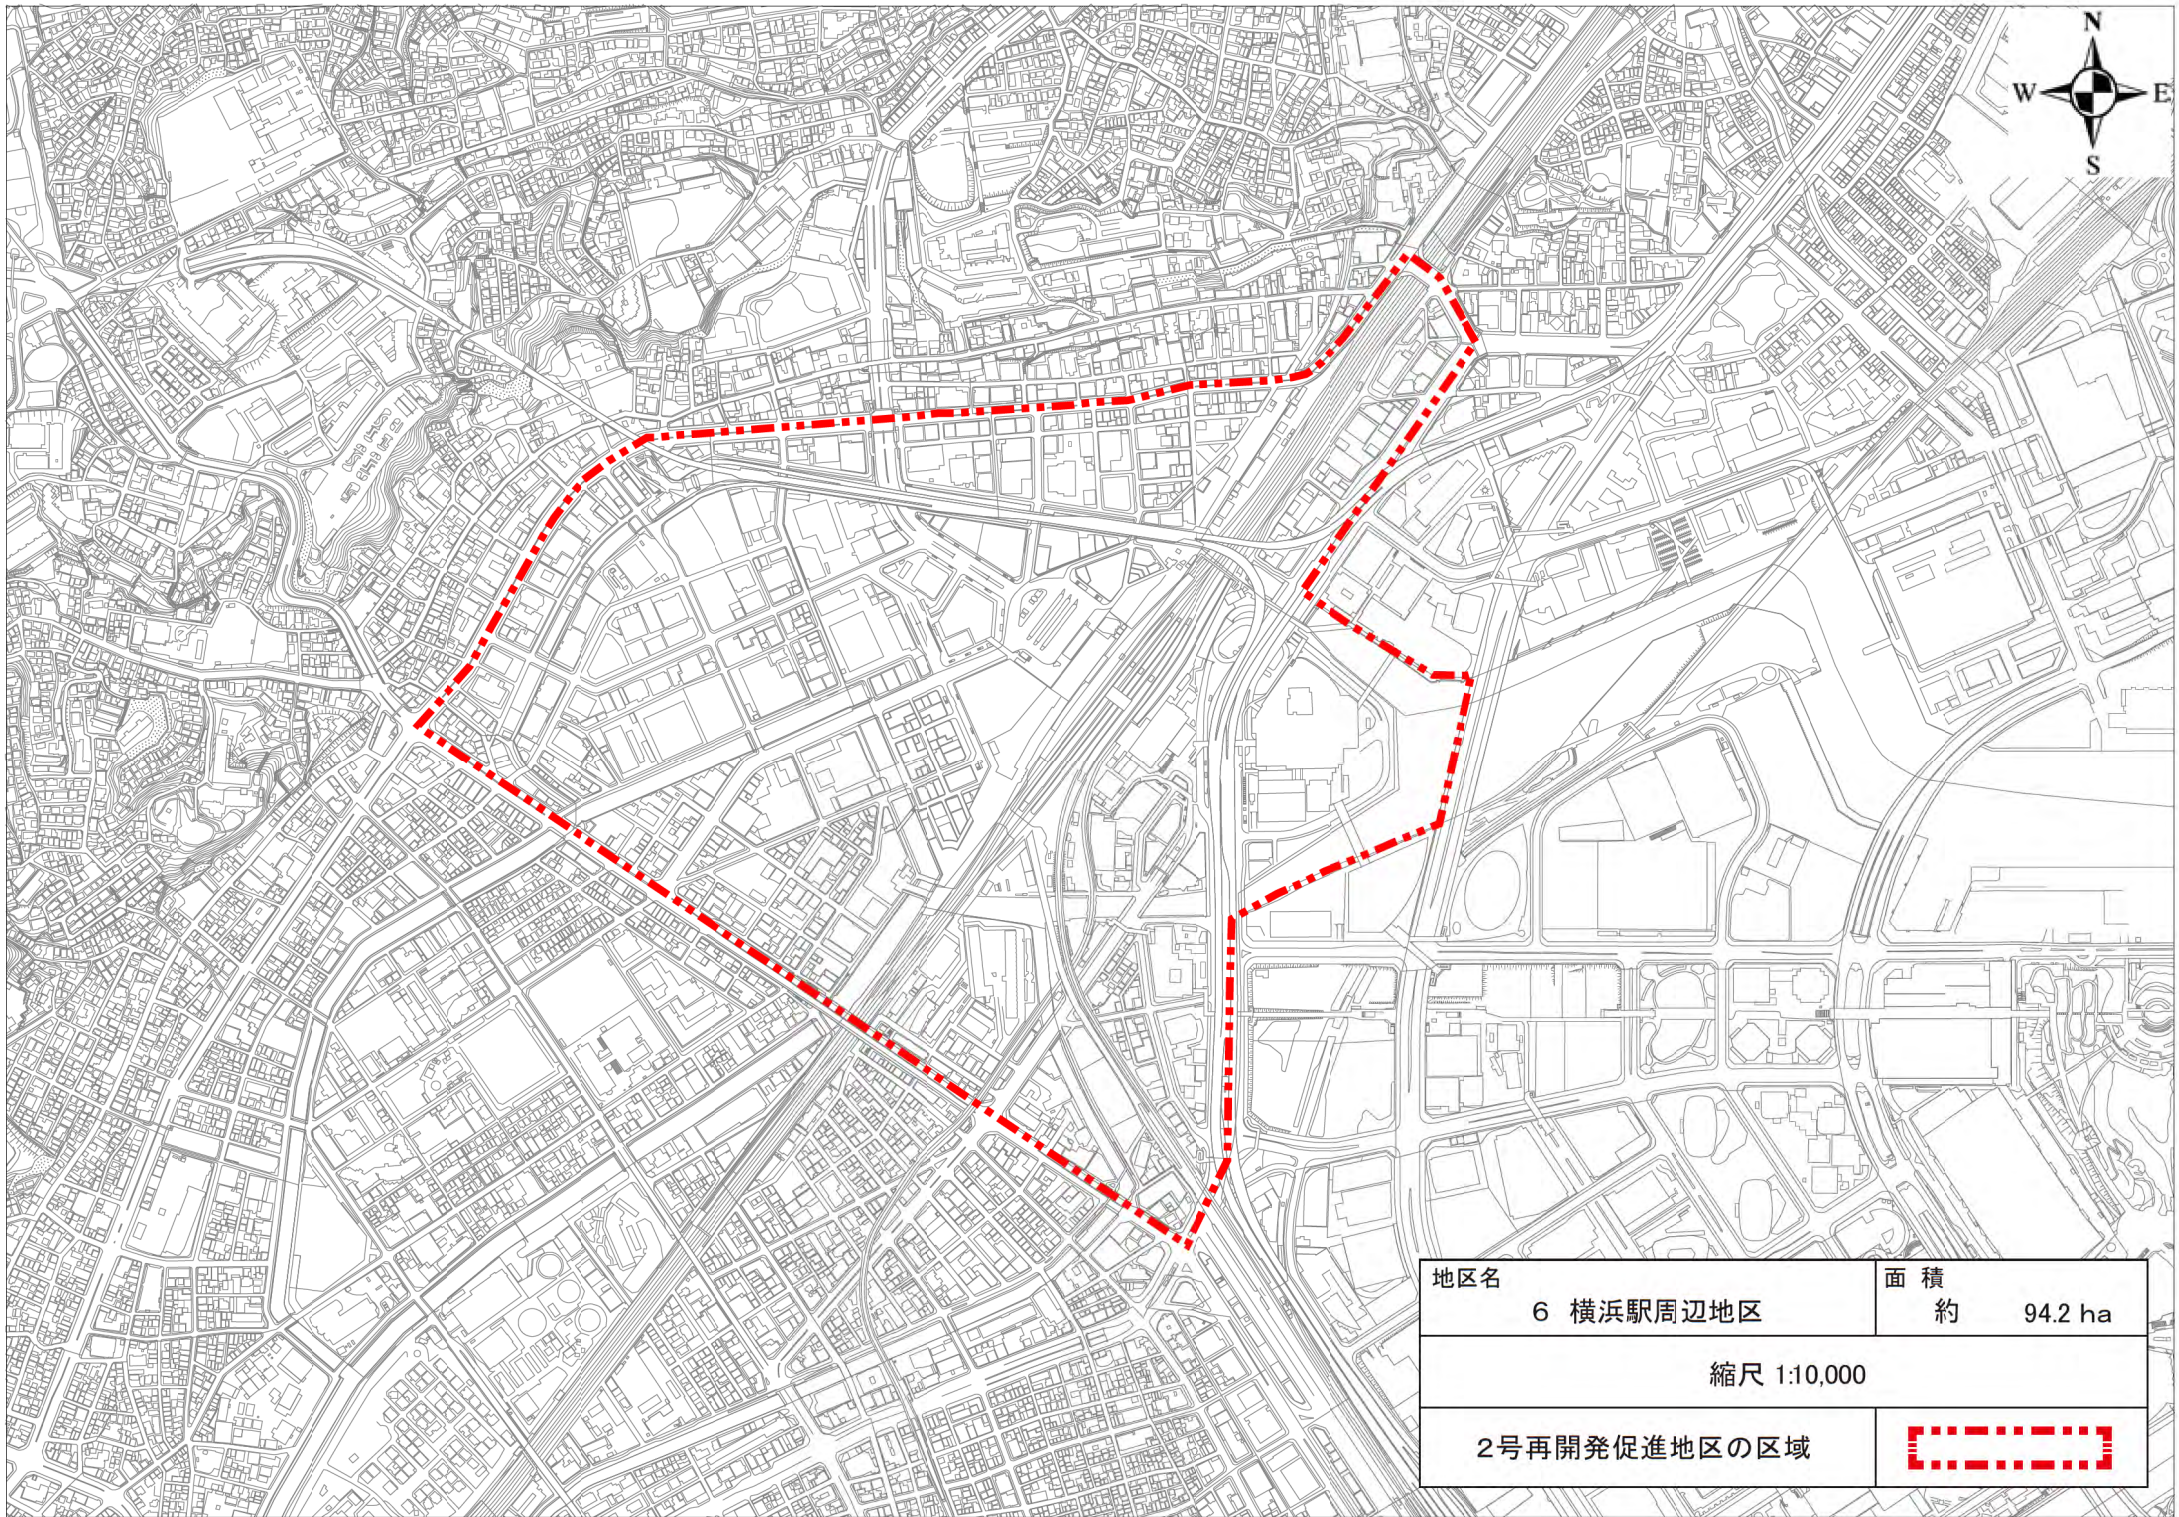 N
W E
S
地区名
6 横浜駅周辺地区
面 積
約 94.2 ha
縮尺 1:10,000
2号再開発促進地区の区域